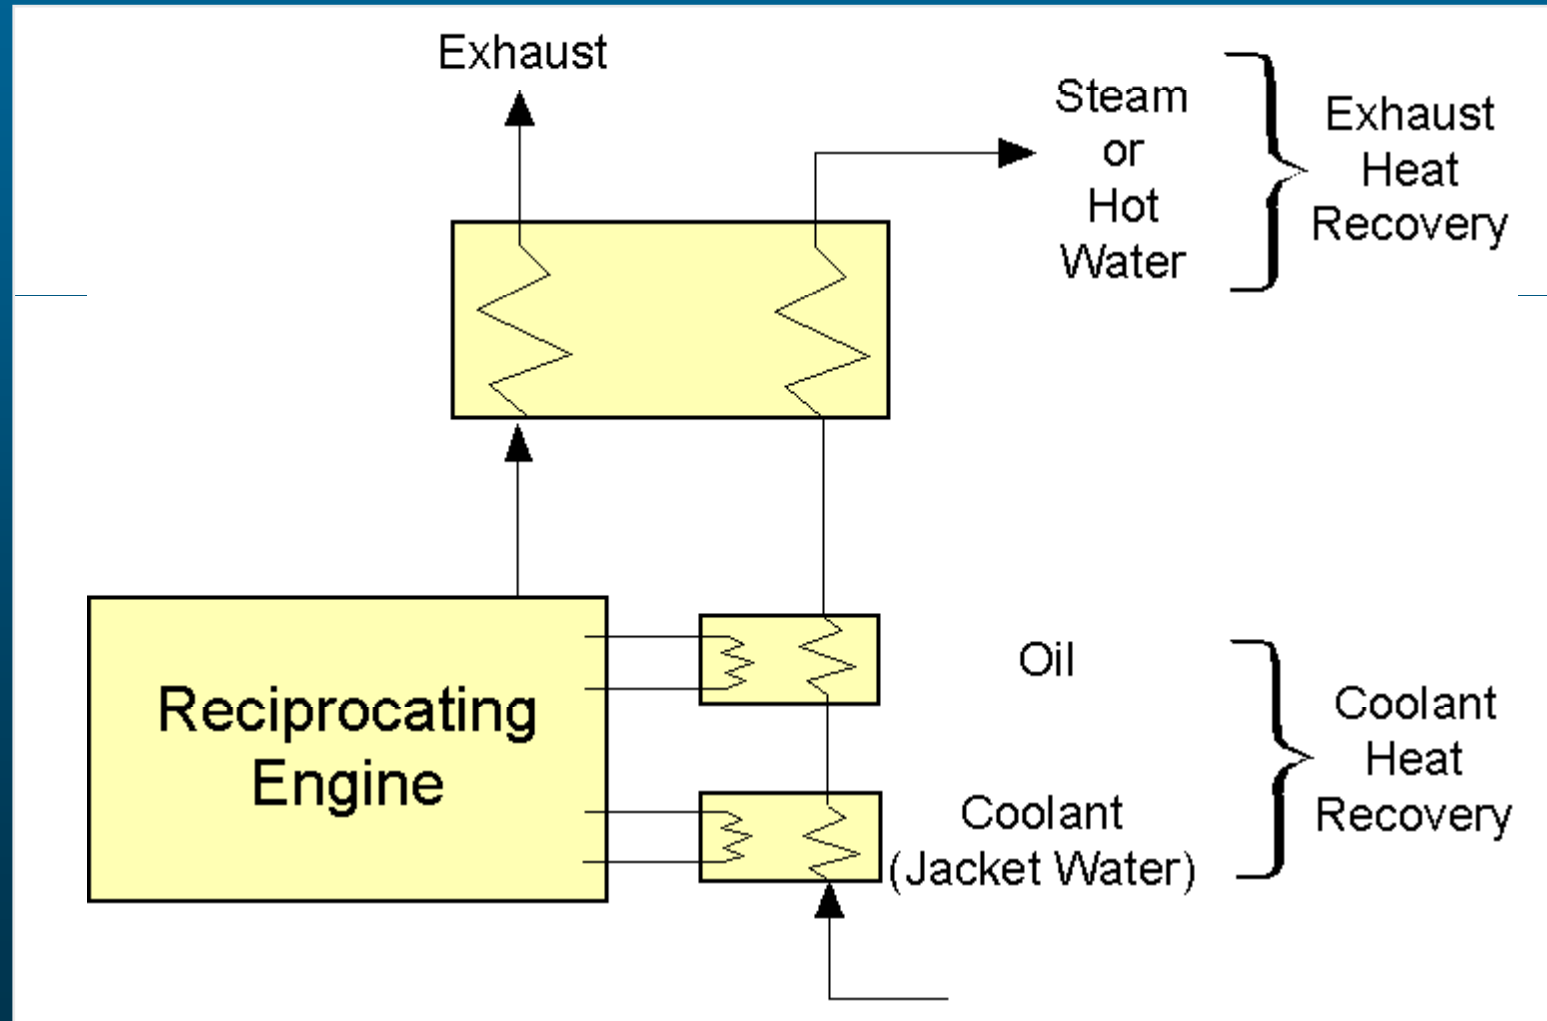 Exhaust
Steam
or
Hot
Water
Exhaust
Heat
Recovery
Reciprocating
Engine
Oil
Coolant
(Jacket Water)
Coolant
Heat
Recovery